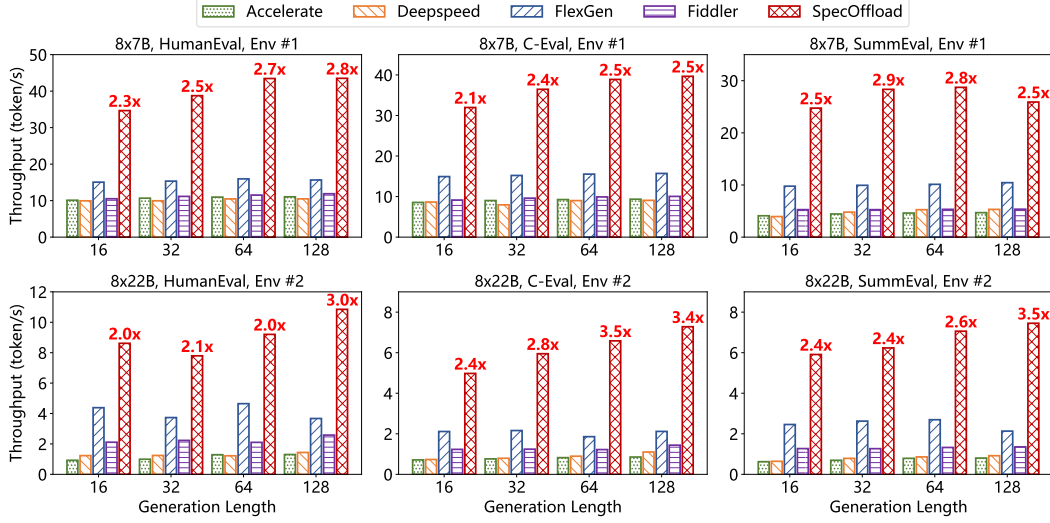 Accelerate Deepspeed FlexGen Fiddler SpecOffload
8x7B, HumanEval, Env #1
Throughput (token/s)
50
40
30
20
10
0
2.3x 2.5x 2.7x 2.8x
16 32 64 128
8x7B, C-Eval, Env #1
40
30
20
10
0
2.1x 2.4x 2.5x 2.5x
16 32 64 128
8x7B, SummEval, Env #1
30
20
10
0
2.5x 2.9x 2.8x 2.5x
16 32 64 128
8x22B, HumanEval, Env #2
Throughput (token/s)
12
10
8
6
4
2
0
2.0x 2.1x 2.0x 3.0x
16 32 64 128
Generation Length
8x22B, C-Eval, Env #2
8
6
4
2
0
2.4x 2.8x 3.5x 3.4x
16 32 64 128
Generation Length
8x22B, SummEval, Env #2
8
6
4
2
0
2.4x 2.4x 2.6x 3.5x
16 32 64 128
Generation Length